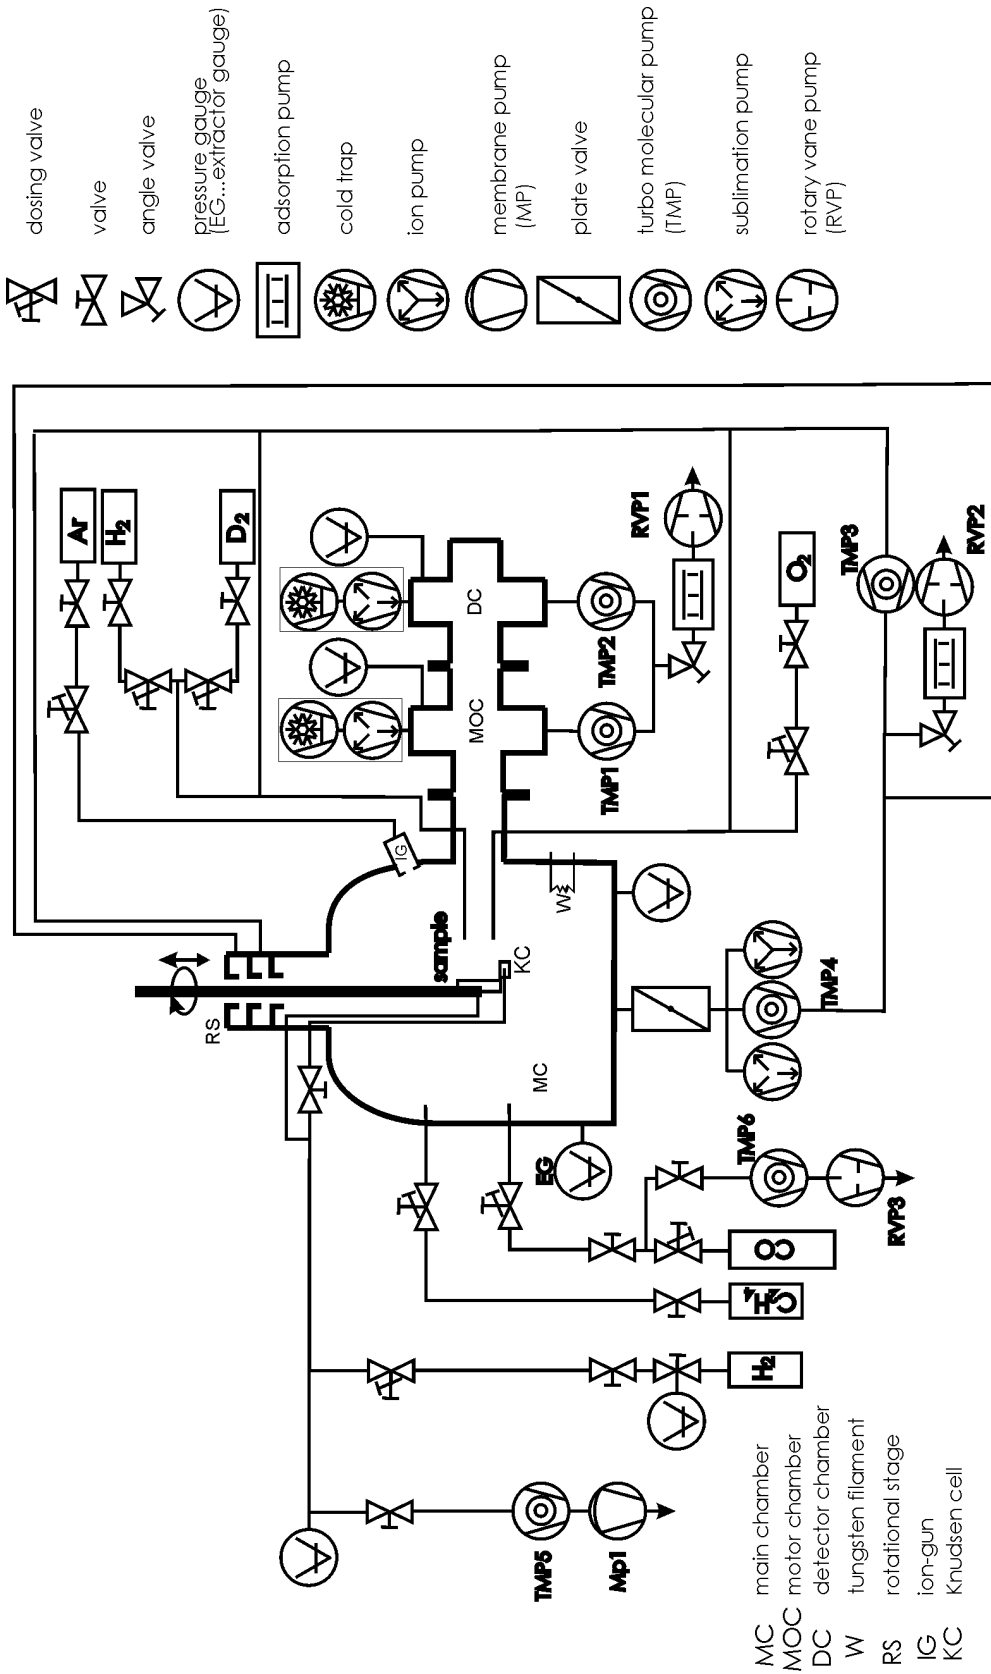 dosing valve
valve
angle valve
pressure gauge
(EG...extractor gauge)
adsorption pump
cold trap
ion pump
membrane pump
(MP)
plate valve
turbo molecular pump
(TMP)
sublimation pump
rotary vane pump
(RVP)
Ar
H2
D2
RVP1
DC
TMP2
MOC
TMP1
O2
TMP3
RVP2
IG
W
sample
KC
RS
MC
TMP4
EG
TMP6
RVP3
CO
C2H4
H2
TMP5
Mp1
MC main chamber
MOC motor chamber
DC detector chamber
W tungsten filament
RS rotational stage
IG ion-gun
KC Knudsen cell